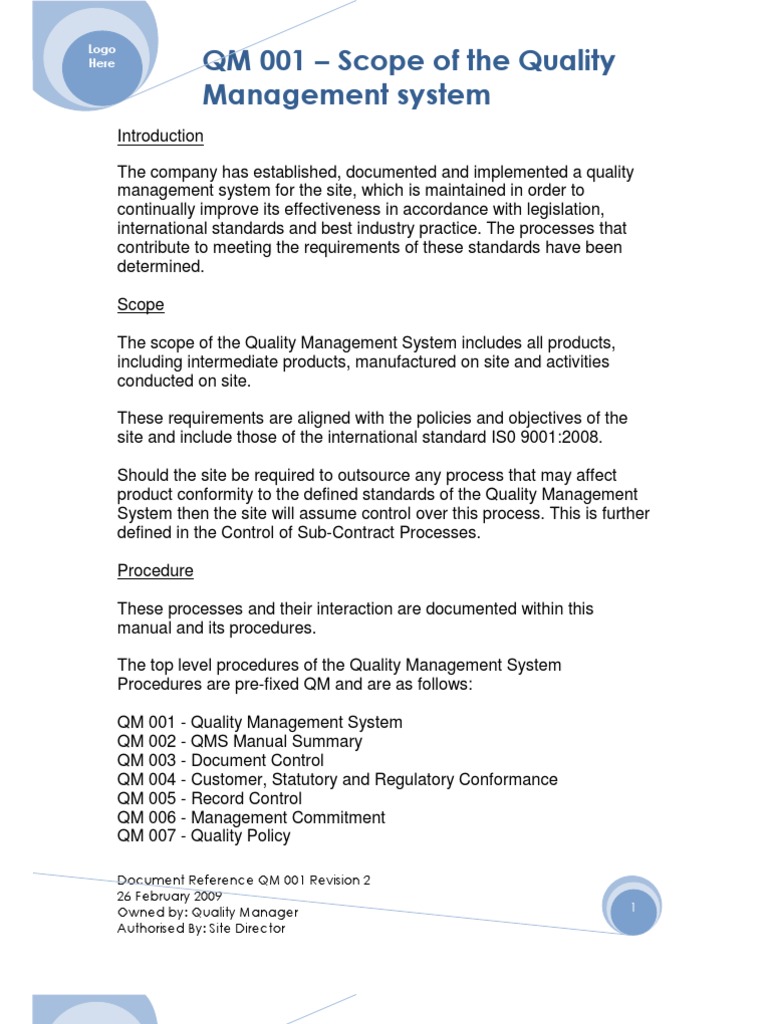 Logo
Here
QM 001 – Scope of the Quality
Management system
Introduction
The company has established, documented and implemented a quality
management system for the site, which is maintained in order to
continually improve its effectiveness in accordance with legislation,
international standards and best industry practice. The processes that
contribute to meeting the requirements of these standards have been
determined.
Scope
The scope of the Quality Management System includes all products,
including intermediate products, manufactured on site and activities
conducted on site.
These requirements are aligned with the policies and objectives of the
site and include those of the international standard IS0 9001:2008.
Should the site be required to outsource any process that may affect
product conformity to the defined standards of the Quality Management
System then the site will assume control over this process. This is further
defined in the Control of Sub-Contract Processes.
Procedure
These processes and their interaction are documented within this
manual and its procedures.
The top level procedures of the Quality Management System
Procedures are pre-fixed QM and are as follows:
QM 001 - Quality Management System
QM 002 - QMS Manual Summary
QM 003 - Document Control
QM 004 - Customer, Statutory and Regulatory Conformance
QM 005 - Record Control
QM 006 - Management Commitment
QM 007 - Quality Policy
Document Reference QM 001 Revision 2
26 February 2009
Owned by: Quality Manager
Authorised By: Site Director
1